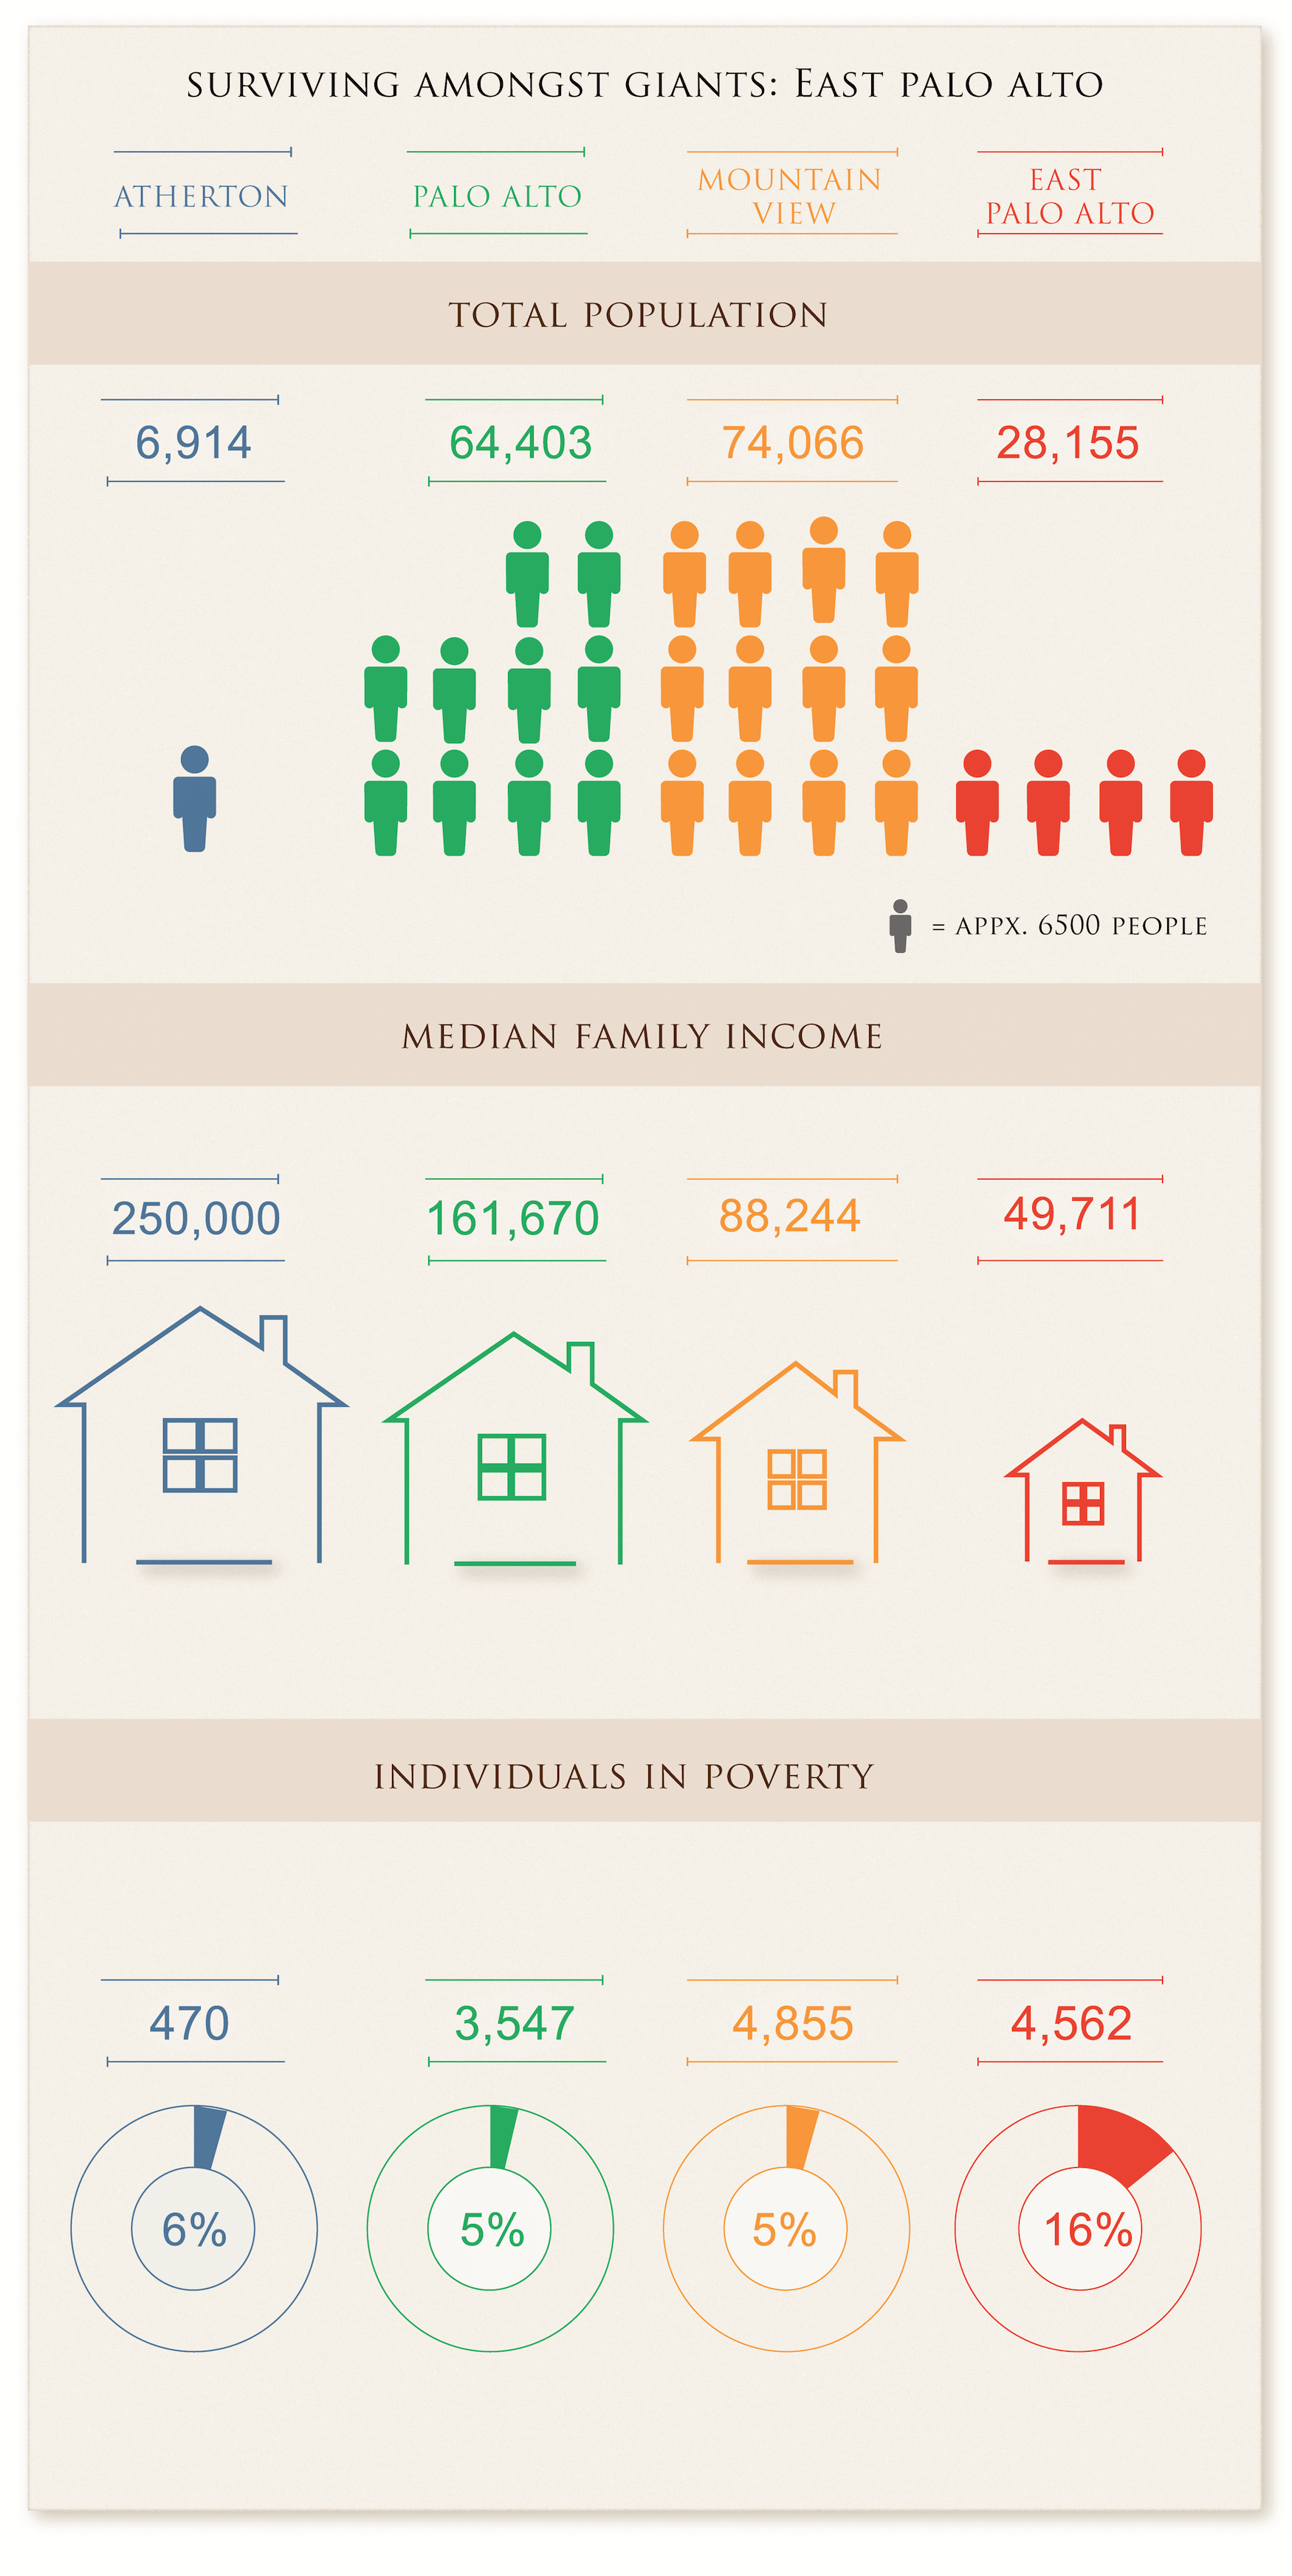 SURVIVING AMONGST GIANTS: EAST PALO ALTO
ATHERTON
PALO ALTO
MOUNTAIN
VIEW
EAST
PALO ALTO
TOTAL POPULATION
6,914
64,403
74,066
28,155
= APPX. 6500 PEOPLE
MEDIAN FAMILY INCOME
250,000
161,670
88,244
49,711
INDIVIDUALS IN POVERTY
470
3,547
4,855
4,562
6%
5%
5%
16%